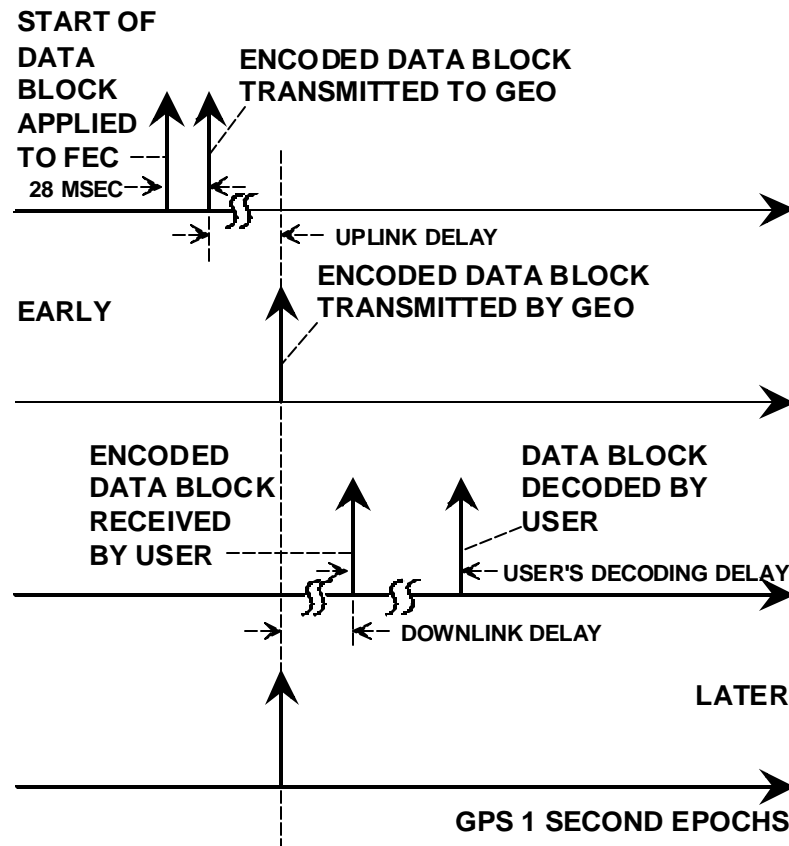 START OF
DATA
BLOCK
APPLIED
TO FEC
28 MSEC
ENCODED DATA BLOCK
TRANSMITTED TO GEO
UPLINK DELAY
EARLY
ENCODED DATA BLOCK
TRANSMITTED BY GEO
ENCODED
DATA BLOCK
RECEIVED
BY USER
DATA BLOCK
DECODED BY
USER
USER'S DECODING DELAY
DOWNLINK DELAY
LATER
GPS 1 SECOND EPOCHS